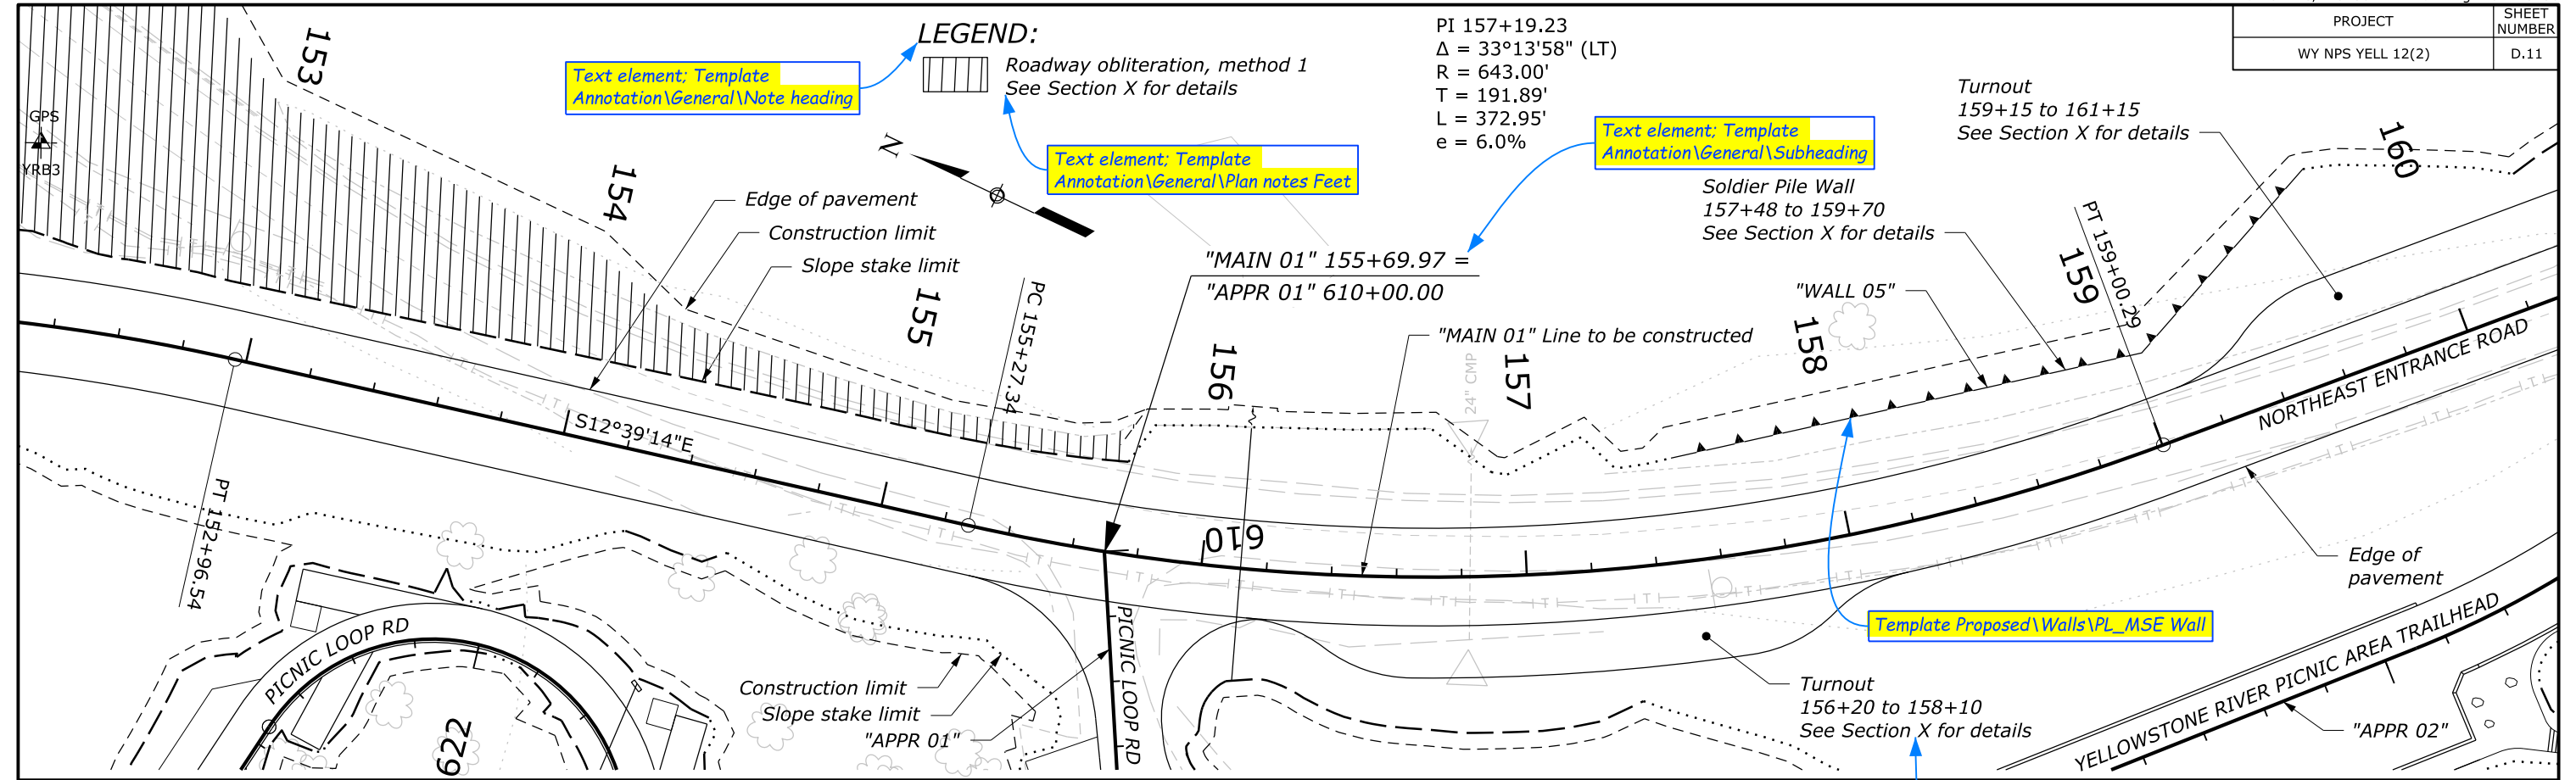 PROJECT
SHEET
NUMBER
WY NPS YELL 12(2)
D.11
LEGEND:
Roadway obliteration, method 1
See Section X for details
Text element; Template
Annotation\General\Note heading
Text element; Template
Annotation\General\Plan notes Feet
PI 157+19.23
Δ = 33°13'58" (LT)
R = 643.00'
T = 191.89'
L = 372.95'
e = 6.0%
Text element; Template
Annotation\General\Subheading
Turnout
159+15 to 161+15
See Section X for details
Soldier Pile Wall
157+48 to 159+70
See Section X for details
153
154
155
156
157
158
159
160
GPS
YRB3
N
Edge of pavement
Construction limit
Slope stake limit
PC 155+27.34
"MAIN 01" 155+69.97 =
"APPR 01" 610+00.00
"MAIN 01" Line to be constructed
24" CMP
"WALL 05"
PT 159+00.29
NORTHEAST ENTRANCE ROAD
S12°39'14"E
PT 152+96.54
610
Edge of
pavement
Template Proposed\Walls\PL_MSE Wall
PICNIC LOOP RD
622
Construction limit
Slope stake limit
"APPR 01"
PICNIC LOOP RD
Turnout
156+20 to 158+10
See Section X for details
YELLOWSTONE RIVER PICNIC AREA TRAILHEAD
"APPR 02"